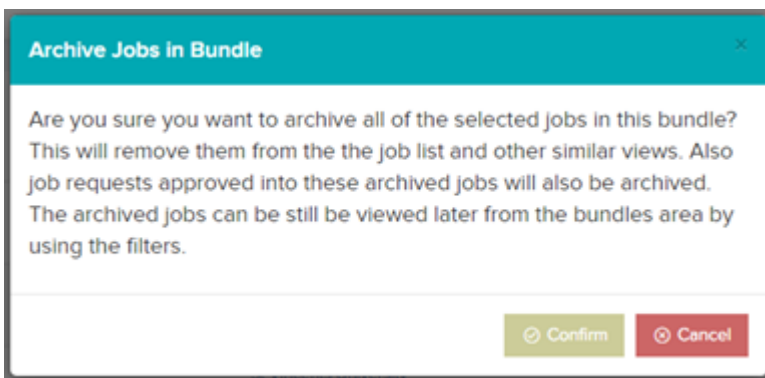 Archive Jobs in Bundle
Are you sure you want to archive all of the selected jobs in this bundle?
This will remove them from the the job list and other similar views. Also
job requests approved into these archived jobs will also be archived.
The archived jobs can be still be viewed later from the bundles area by
using the filters.
Confirm Cancel